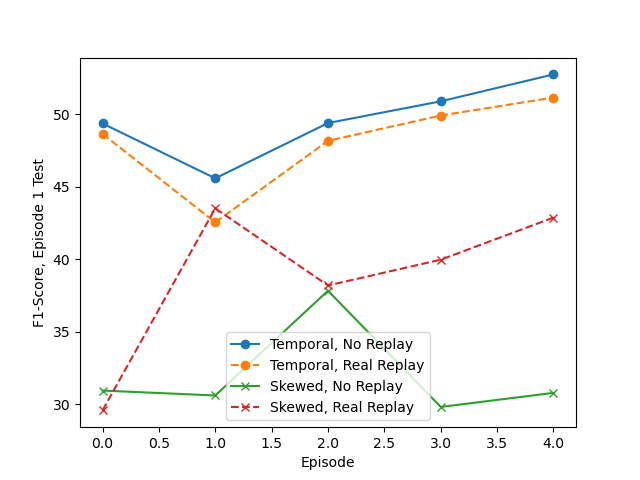 F1-Score, Episode 1 Test
50
45
40
35
30
Temporal, No Replay
Temporal, Real Replay
Skewed, No Replay
Skewed, Real Replay
0.0 0.5 1.0 1.5 2.0 2.5 3.0 3.5 4.0
Episode